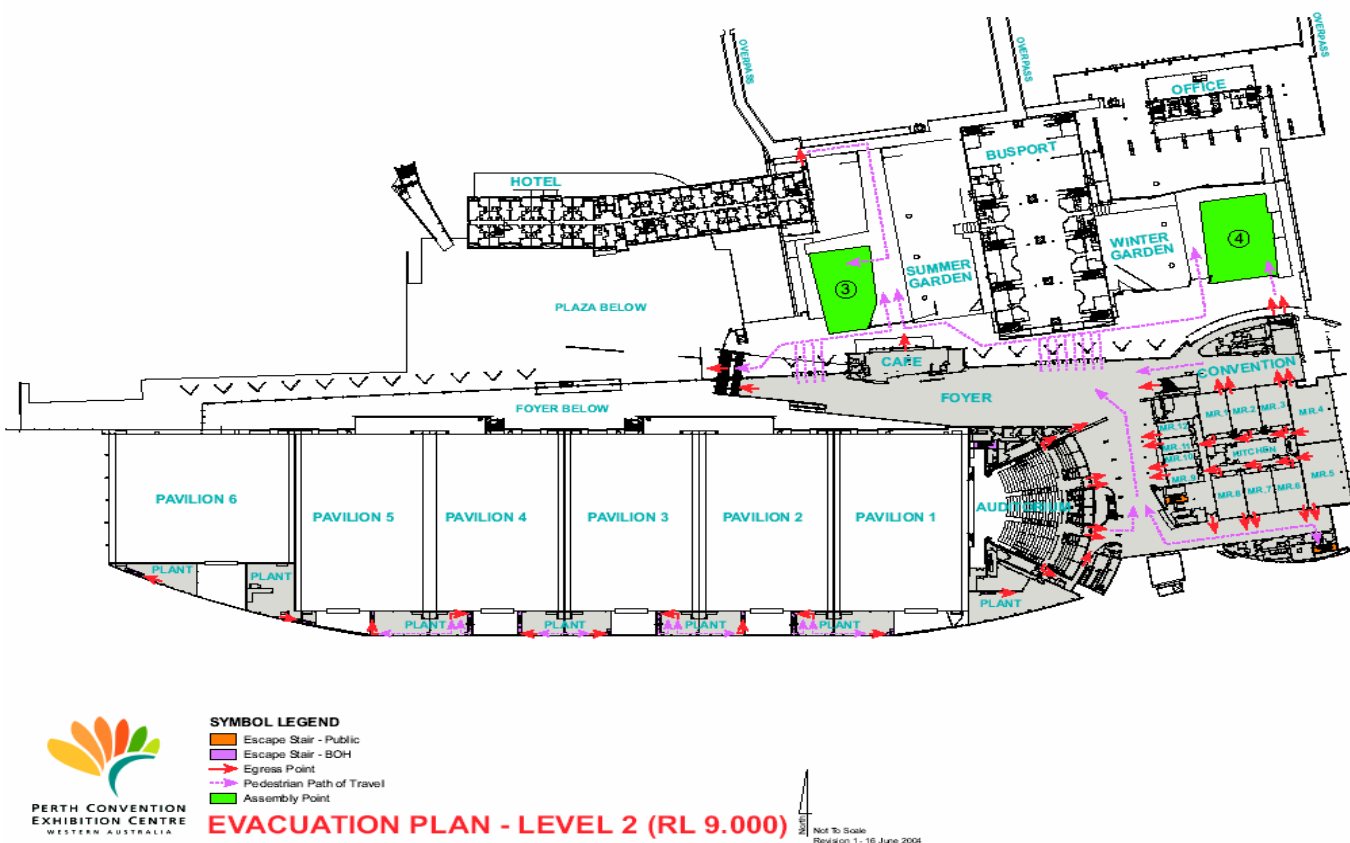 OVERPASS
OVERPASS
OVERPASS
OFFICE
BUSPORT
HOTEL
WINTER
GARDEN
4
SUMMER
GARDEN
3
PLAZA BELOW
CAFE
CONVENTION
FOYER
FOYER BELOW
MR.1
MR.2
MR.3
MR.4
MR.12
MR.11
MR.10
MR.9
KITCHEN
MR.8
MR.7
MR.6
MR.5
PAVILION 6
PAVILION 5
PAVILION 4
PAVILION 3
PAVILION 2
PAVILION 1
AUDITORIUM
PLANT
PLANT
PLANT
PLANT
PLANT
PLANT
PLANT
SYMBOL LEGEND
Escape Stair - Public
Escape Stair - BOH
Egress Point
Pedestrian Path of Travel
Assembly Point
PERTH CONVENTION
EXHIBITION CENTRE
WESTERN AUSTRALIA
EVACUATION PLAN - LEVEL 2 (RL 9.000)
North
Not To Scale
Revision 1 - 16 June 2004